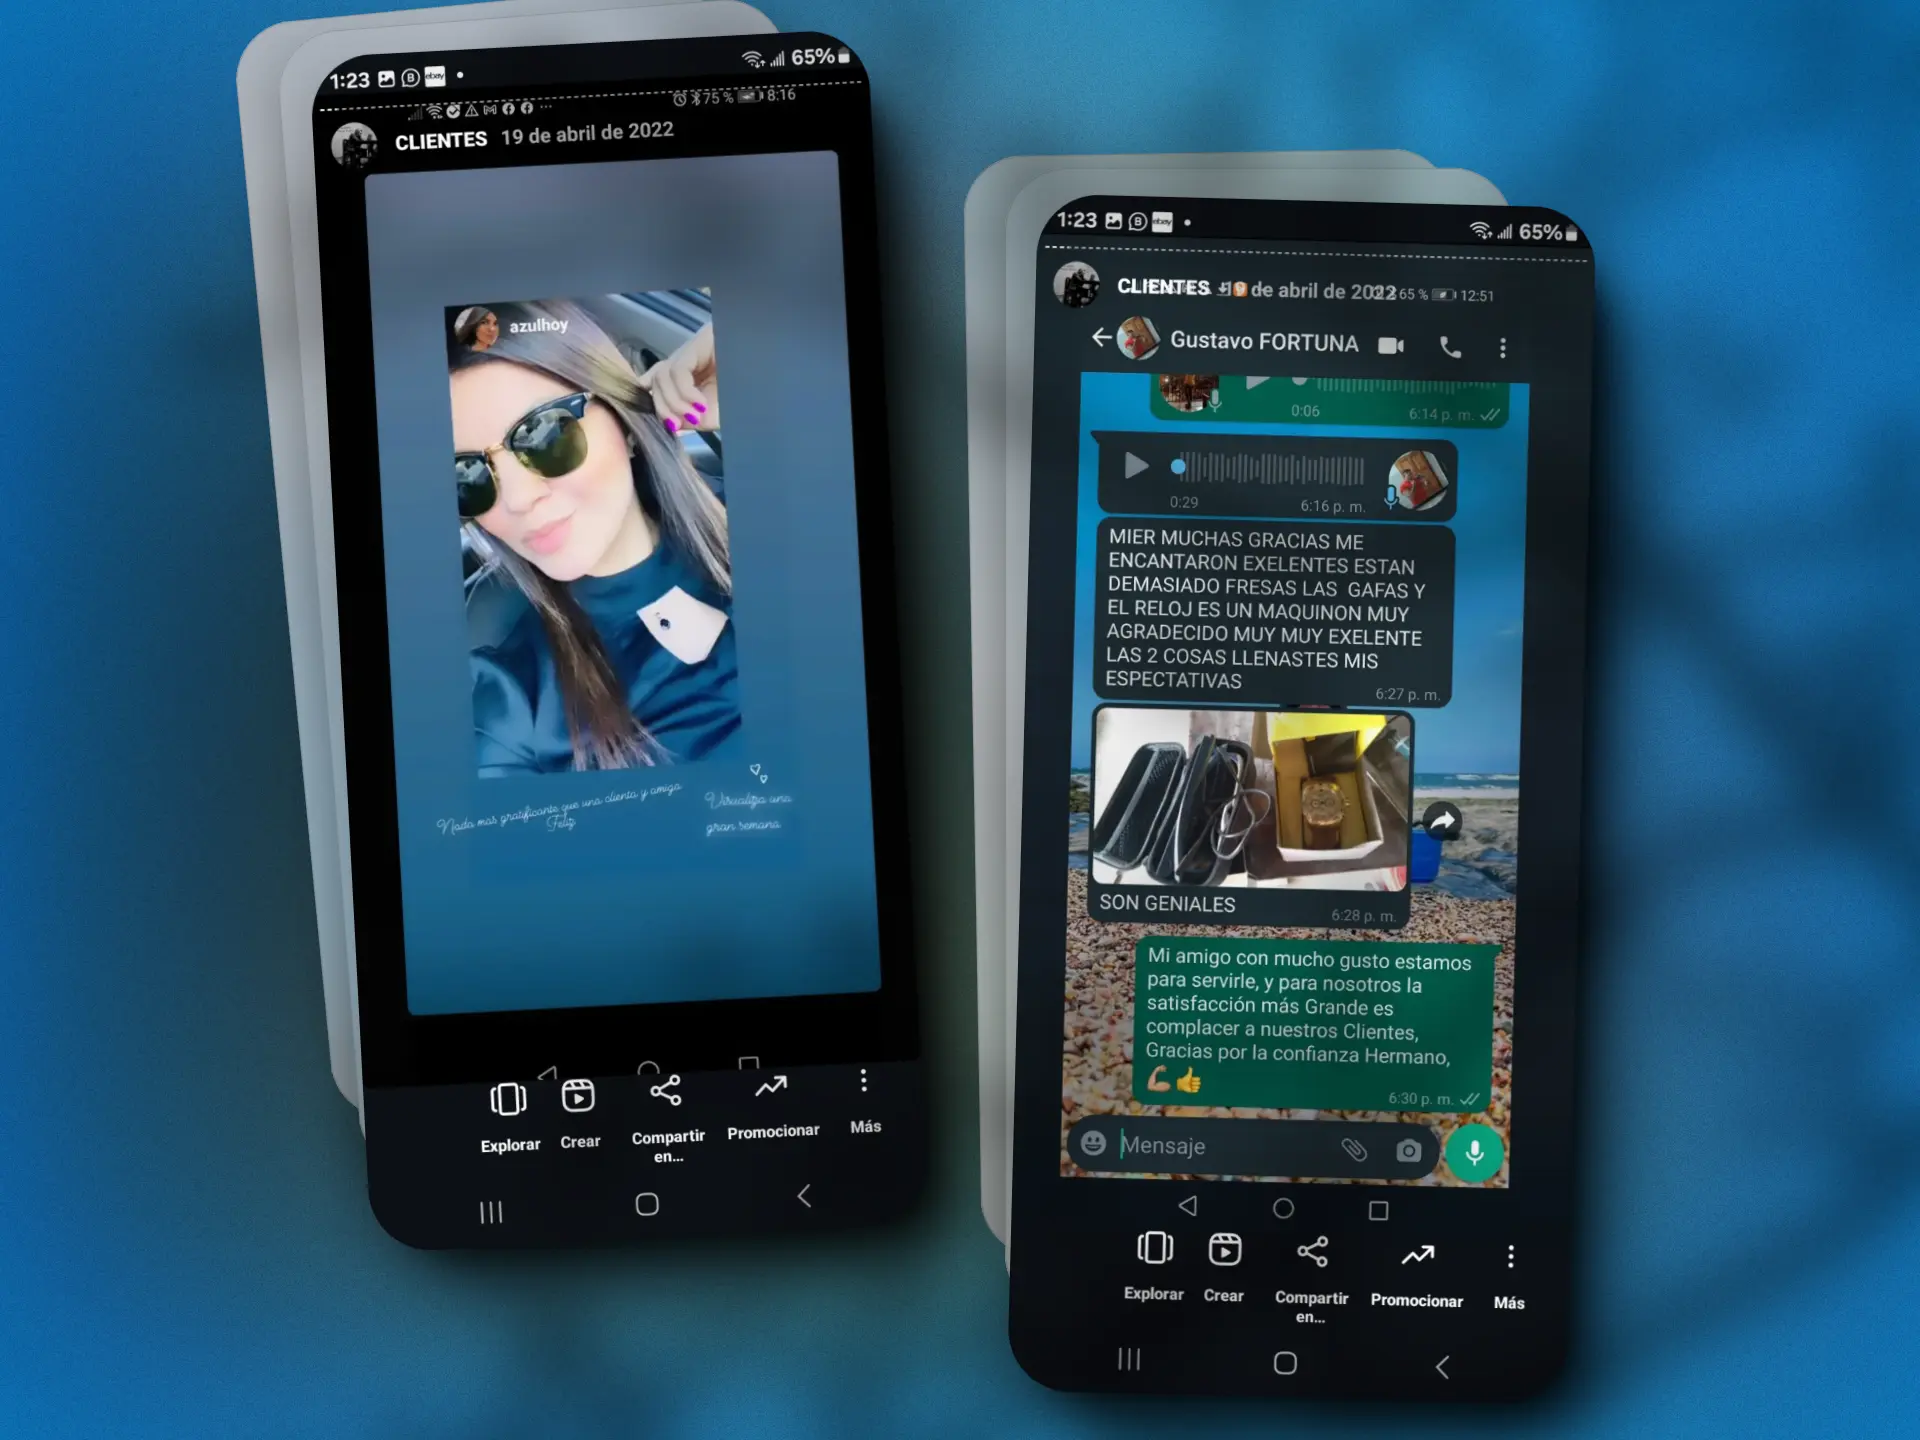 1:23 B ebay • 65%
75 % 8:16
CLIENTES 19 de abril de 2022
azulhoy
Nada mas gratificante que una clienta y amiga
Feliz
Visualiza una
gran semana
Explorar
Crear
Compartir
en...
Promocionar
Más
1:23 B ebay • 65%
CLIENTES 19 de abril de 2022 65 % 12:51
Gustavo FORTUNA
0:06 6:14 p. m.
0:29 6:16 p. m.
MIER MUCHAS GRACIAS ME
ENCANTARON EXELENTES ESTAN
DEMASIADO FRESAS LAS GAFAS Y
EL RELOJ ES UN MAQUINON MUY
AGRADECIDO MUY MUY EXELENTE
LAS 2 COSAS LLENASTES MIS
ESPECTATIVAS
6:27 p. m.
SON GENIALES
6:28 p. m.
Mi amigo con mucho gusto estamos
para servirle, y para nosotros la
satisfacción más Grande es
complacer a nuestros Clientes,
Gracias por la confianza Hermano,
💪🏼👍
6:30 p. m.
Mensaje
Explorar
Crear
Compartir
en...
Promocionar
Más